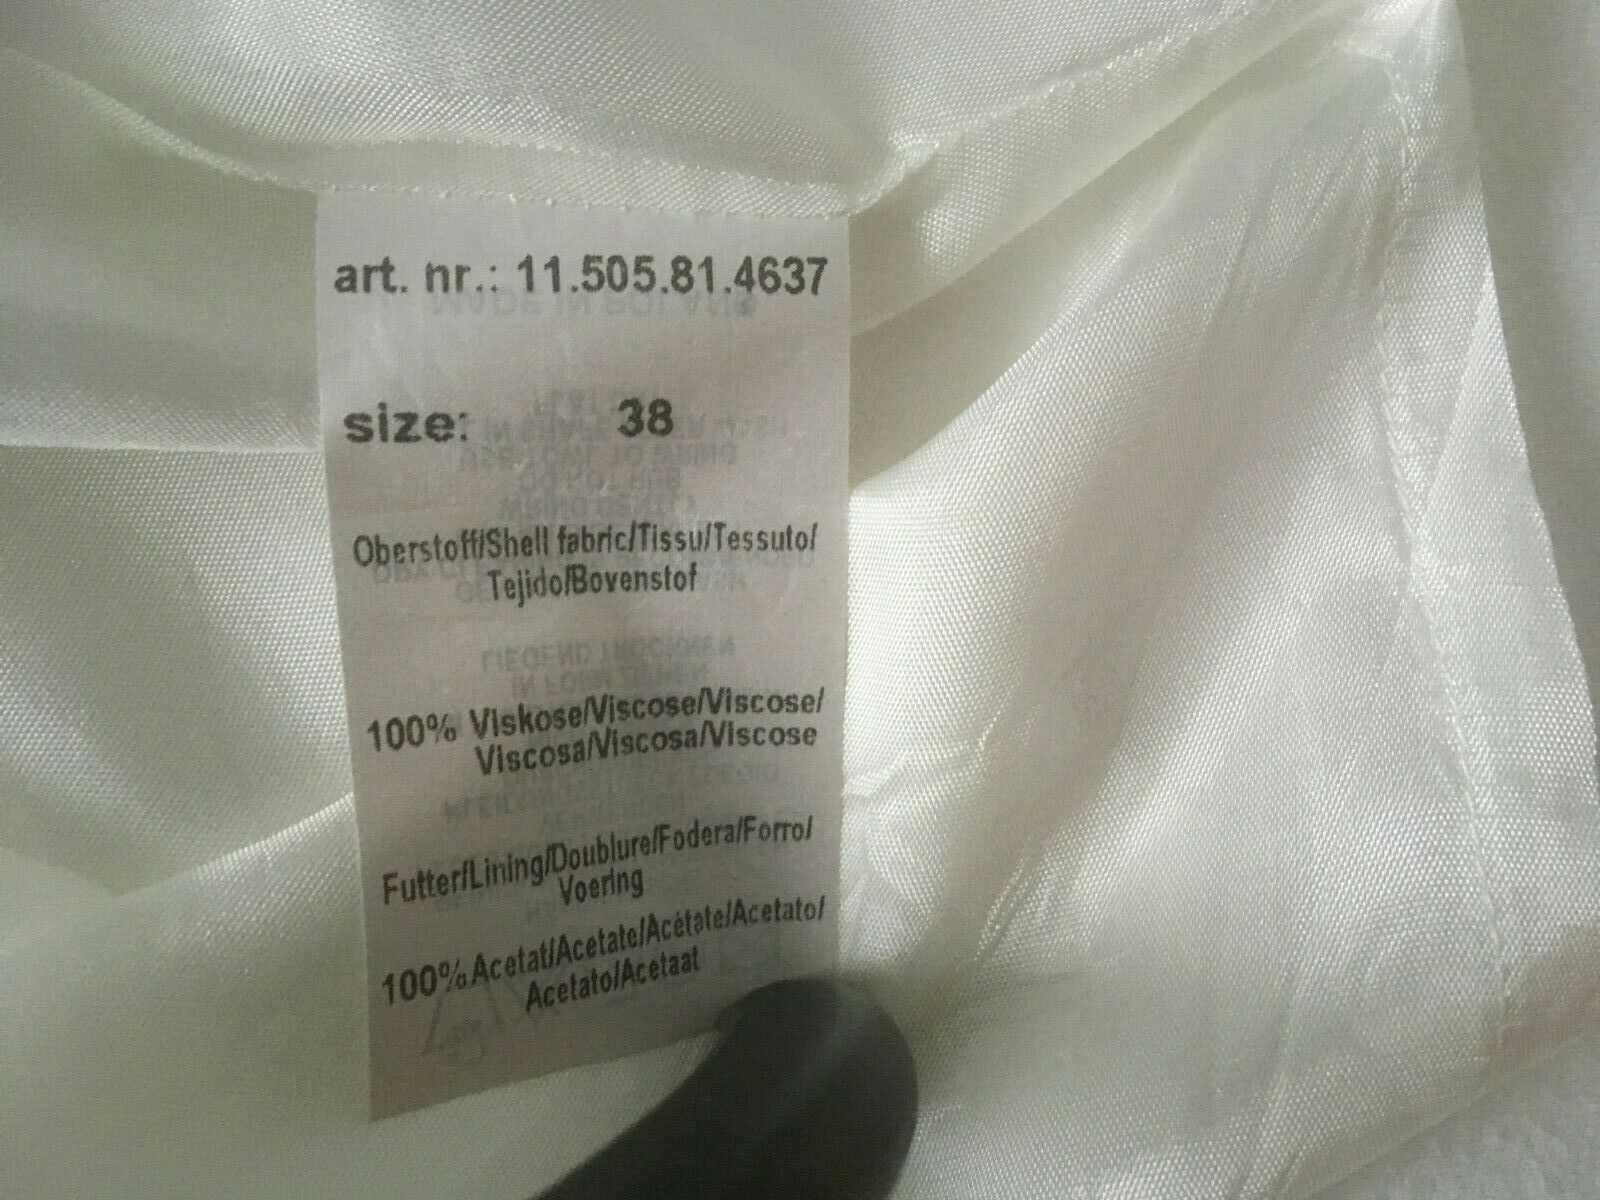 art. nr.: 11.505.81.4637
size: 38
Oberstoff/Shell fabric/Tissu/Tessuto/
Tejido/Bovenstof
100% Viskose/Viscose/Viscose/
Viscosa/Viscosa/Viscose
Futter/Lining/Doublure/Fodera/Forro/
Voering
100% Acetat/Acetate/Acétate/Acetato/
Acetato/Acetaat